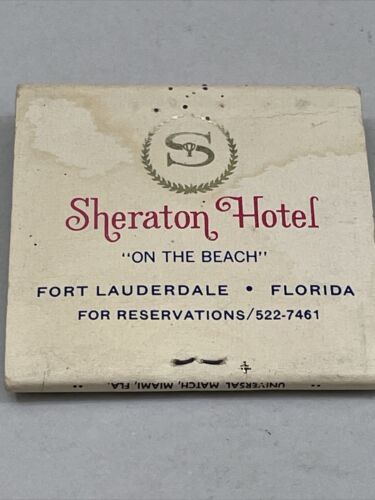 S
Sheraton Hotel
"ON THE BEACH"
FORT LAUDERDALE • FLORIDA
FOR RESERVATIONS/522-7461
UNIVERSAL MATCH, MIAMI, FLA.